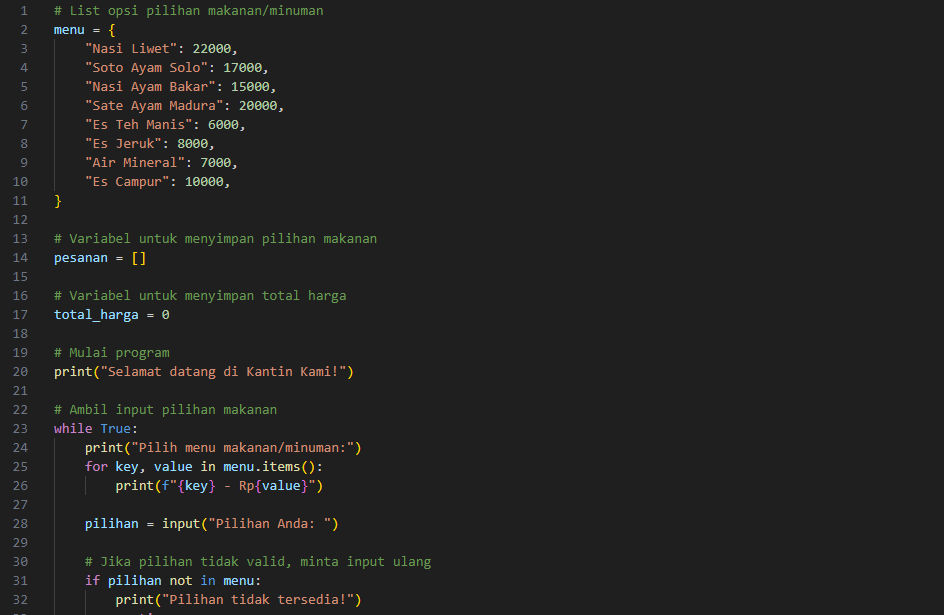 1 # List opsi pilihan makanan/minuman
2 menu = {
3     "Nasi Liwet": 22000,
4     "Soto Ayam Solo": 17000,
5     "Nasi Ayam Bakar": 15000,
6     "Sate Ayam Madura": 20000,
7     "Es Teh Manis": 6000,
8     "Es Jeruk": 8000,
9     "Air Mineral": 7000,
10     "Es Campur": 10000,
11 }
12
13 # Variabel untuk menyimpan pilihan makanan
14 pesanan = []
15
16 # Variabel untuk menyimpan total harga
17 total_harga = 0
18
19 # Mulai program
20 print("Selamat datang di Kantin Kami!")
21
22 # Ambil input pilihan makanan
23 while True:
24     print("Pilih menu makanan/minuman:")
25     for key, value in menu.items():
26         print(f"{key} - Rp{value}")
27
28     pilihan = input("Pilihan Anda: ")
29
30     # Jika pilihan tidak valid, minta input ulang
31     if pilihan not in menu:
32         print("Pilihan tidak tersedia!")